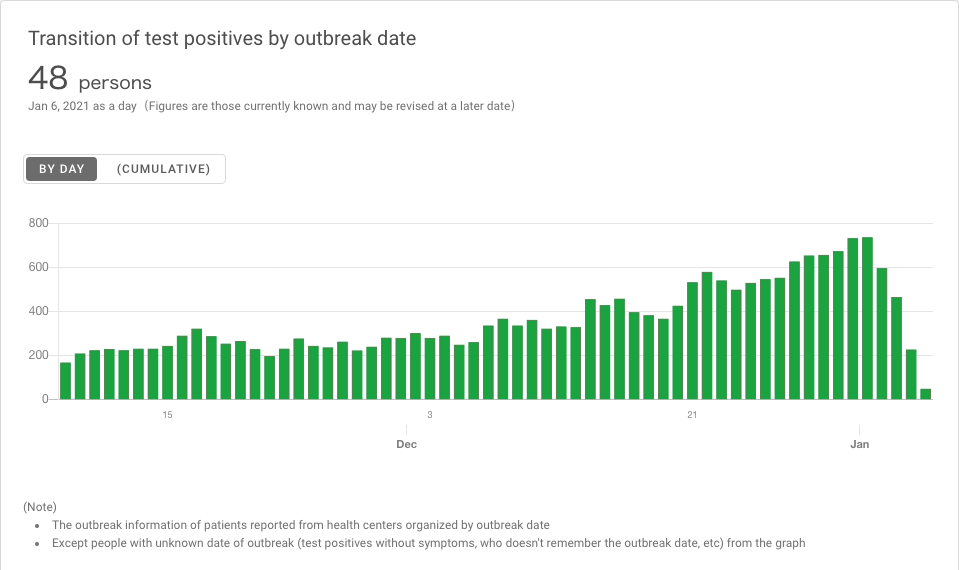 Transition of test positives by outbreak date
48 persons
Jan 6, 2021 as a day（Figures are those currently known and may be revised at a later date）
BY DAY (CUMULATIVE)
800
600
400
200
0
15 3 21
Dec Jan
(Note)
• The outbreak information of patients reported from health centers organized by outbreak date
• Except people with unknown date of outbreak (test positives without symptoms, who doesn't remember the outbreak date, etc) from the graph